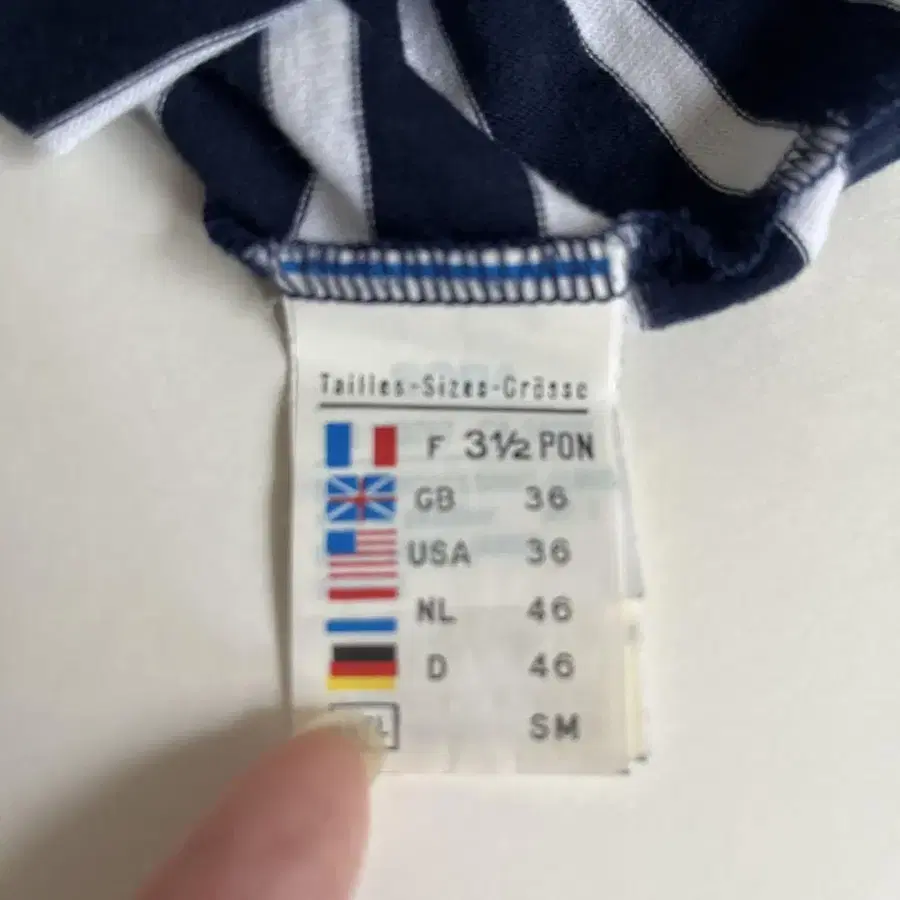 Tailles-Sizes-Grösse
F 3½ PON
GB 36
USA 36
NL 46
D 46
SM